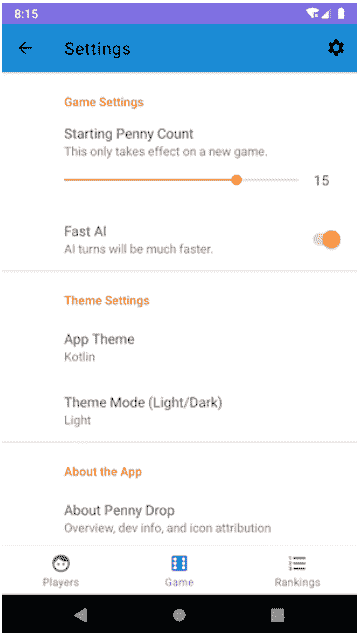 8:15
Settings
Game Settings
Starting Penny Count
This only takes effect on a new game.
15
Fast AI
AI turns will be much faster.
Theme Settings
App Theme
Kotlin
Theme Mode (Light/Dark)
Light
About the App
About Penny Drop
Overview, dev info, and icon attribution
Players
Game
Rankings